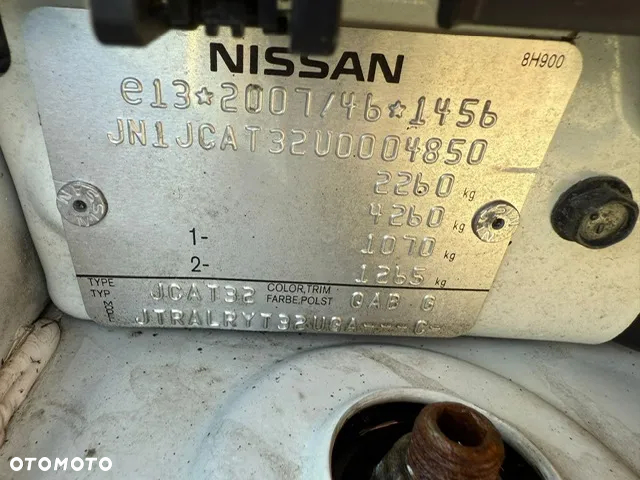 NISSAN
8H900
e13*2007/46*1456
JN1JCAT32U0004850
2260 kg
4260 kg
1- 1070 kg
2- 1265 kg
TYPE
TYP JCAT32 COLOR,TRIM
FARBE,POLST QAB G
JTRALRYT32UGA---C-
OTOMOTO